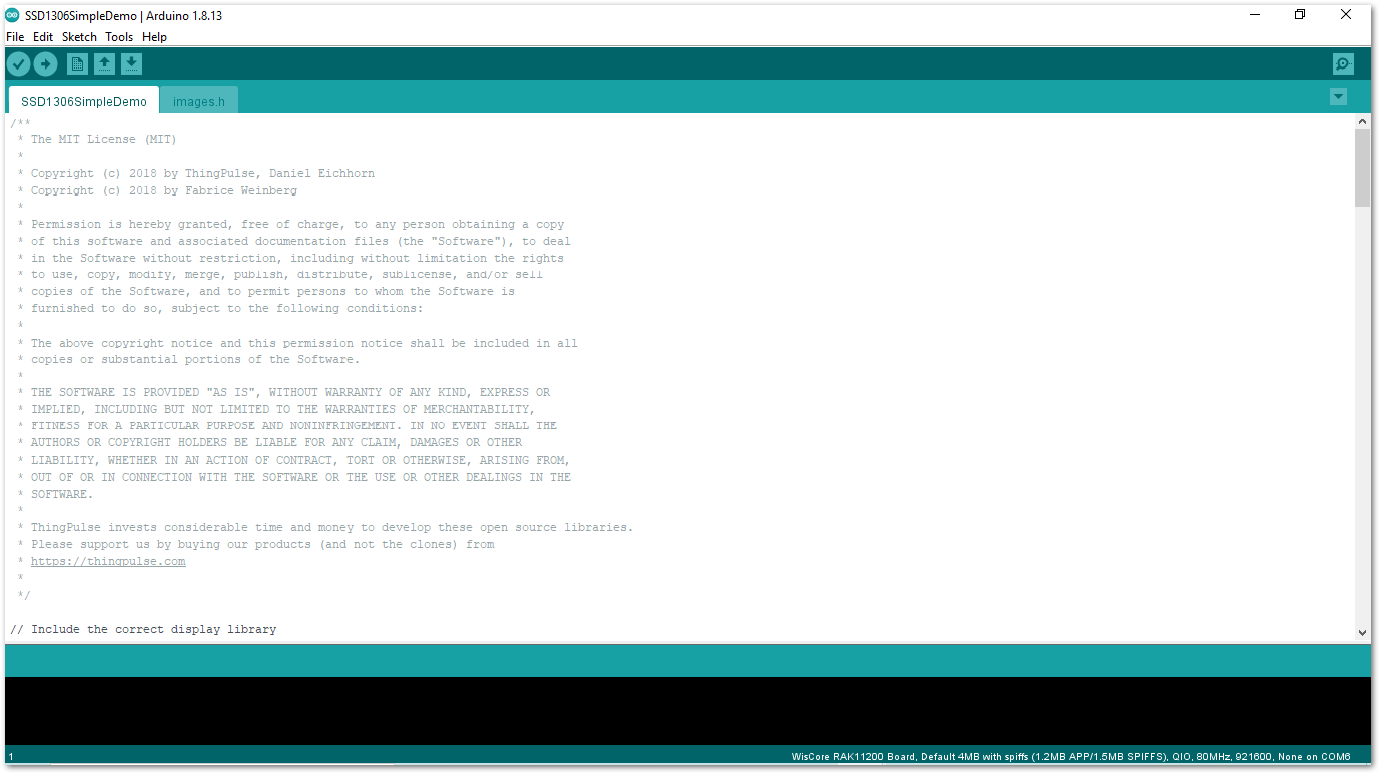 SSD1306SimpleDemo | Arduino 1.8.13
File Edit Sketch Tools Help
SSD1306SimpleDemo images.h
/**
* The MIT License (MIT)
*
* Copyright (c) 2018 by ThingPulse, Daniel Eichhorn
* Copyright (c) 2018 by Fabrice Weinberg
*
* Permission is hereby granted, free of charge, to any person obtaining a copy
* of this software and associated documentation files (the "Software"), to deal
* in the Software without restriction, including without limitation the rights
* to use, copy, modify, merge, publish, distribute, sublicense, and/or sell
* copies of the Software, and to permit persons to whom the Software is
* furnished to do so, subject to the following conditions:
*
* The above copyright notice and this permission notice shall be included in all
* copies or substantial portions of the Software.
*
* THE SOFTWARE IS PROVIDED "AS IS", WITHOUT WARRANTY OF ANY KIND, EXPRESS OR
* IMPLIED, INCLUDING BUT NOT LIMITED TO THE WARRANTIES OF MERCHANTABILITY,
* FITNESS FOR A PARTICULAR PURPOSE AND NONINFRINGEMENT. IN NO EVENT SHALL THE
* AUTHORS OR COPYRIGHT HOLDERS BE LIABLE FOR ANY CLAIM, DAMAGES OR OTHER
* LIABILITY, WHETHER IN AN ACTION OF CONTRACT, TORT OR OTHERWISE, ARISING FROM,
* OUT OF OR IN CONNECTION WITH THE SOFTWARE OR THE USE OR OTHER DEALINGS IN THE
* SOFTWARE.
*
* ThingPulse invests considerable time and money to develop these open source libraries.
* Please support us by buying our products (and not the clones) from
* https://thingpulse.com
*
*/
// Include the correct display library
1 WisCore RAK11200 Board, Default 4MB with spiffs (1.2MB APP/1.5MB SPIFFS), QIO, 80MHz, 921600, None on COM6